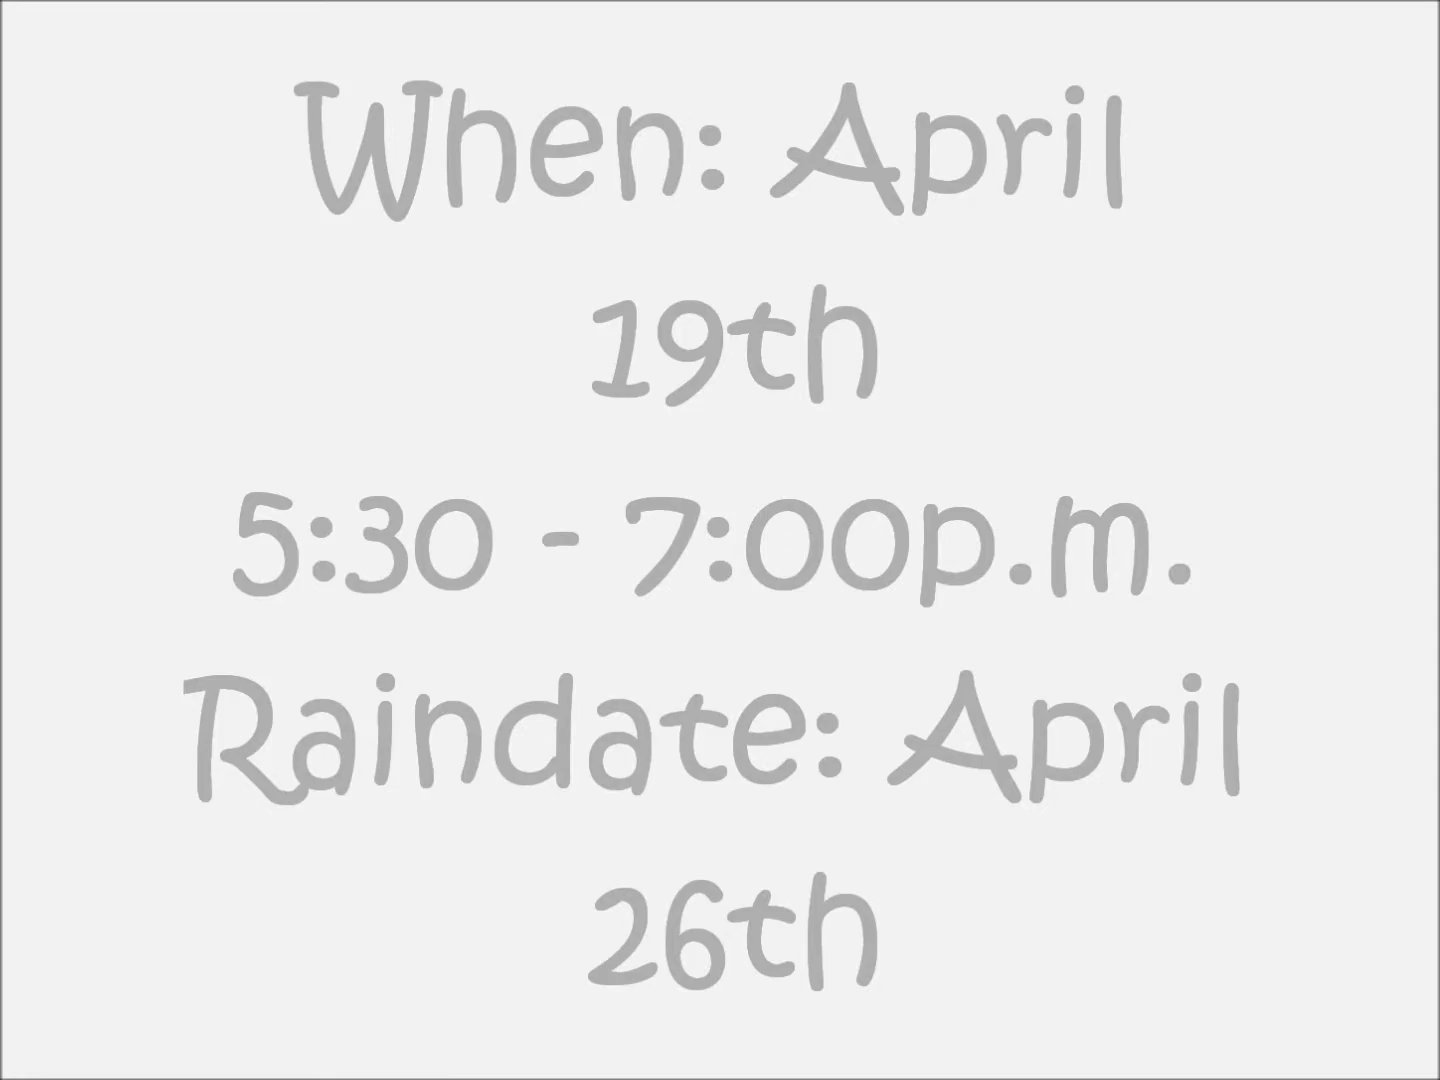 When: April
19th
5:30 - 7:00p.m.
Raindate: April
26th